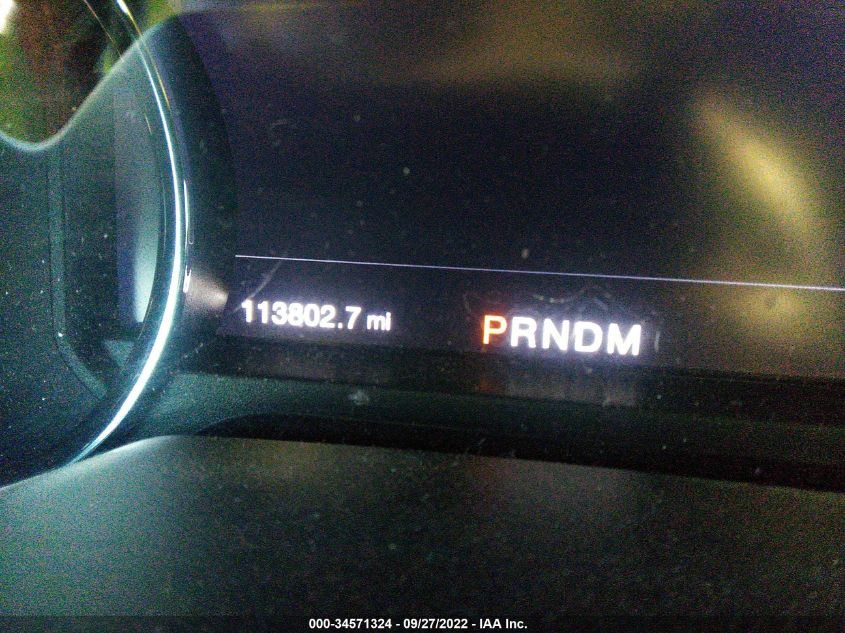 113802.7 mi PRNDM
000-34571324 - 09/27/2022 - IAA Inc.